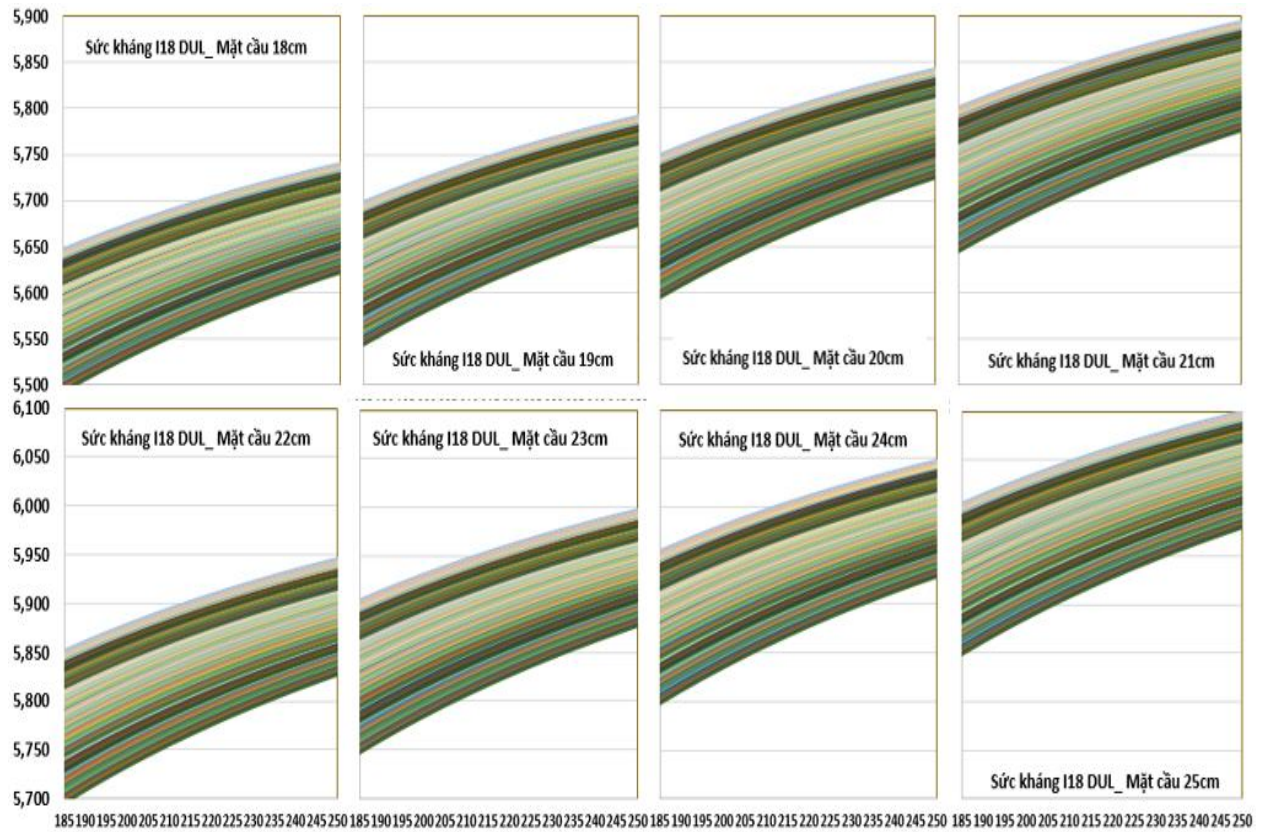 5,900
5,850
5,800
5,750
5,700
5,650
5,600
5,550
5,500
Sức kháng I18 DUL_ Mặt cầu 18cm
Sức kháng I18 DUL_ Mặt cầu 19cm
Sức kháng I18 DUL_ Mặt cầu 20cm
Sức kháng I18 DUL_ Mặt cầu 21cm
6,100
6,050
6,000
5,950
5,900
5,850
5,800
5,750
5,700
Sức kháng I18 DUL_ Mặt cầu 22cm
Sức kháng I18 DUL_ Mặt cầu 23cm
Sức kháng I18 DUL_ Mặt cầu 24cm
Sức kháng I18 DUL_ Mặt cầu 25cm
185 190 195 200 205 210 215 220 225 230 235 240 245 250
185 190 195 200 205 210 215 220 225 230 235 240 245 250
185 190 195 200 205 210 215 220 225 230 235 240 245 250
185 190 195 200 205 210 215 220 225 230 235 240 245 250